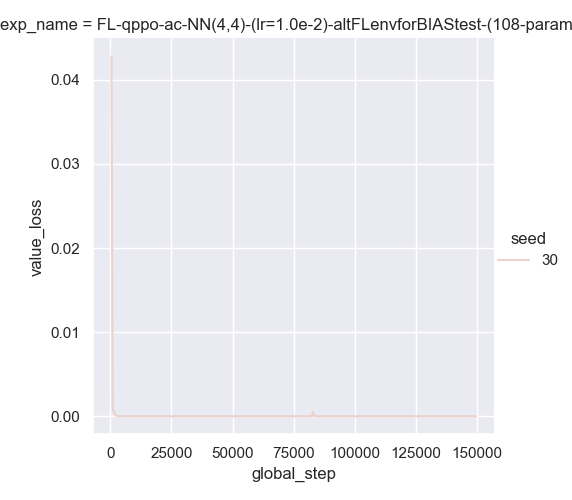 exp_name = FL-qppo-ac-NN(4,4)-(lr=1.0e-2)-altFLenvforBIAStest-(108-param
0.04
0.03
0.02
0.01
0.00
value_loss
0 25000 50000 75000 100000 125000 150000
global_step
seed
30